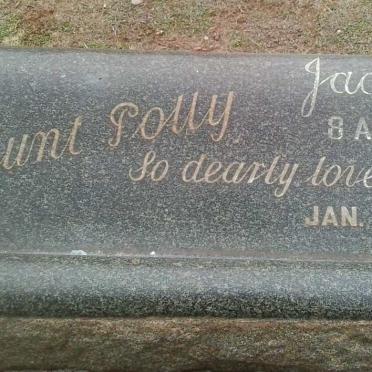 unt Polly
Jac
8 A
So dearly love
JAN.